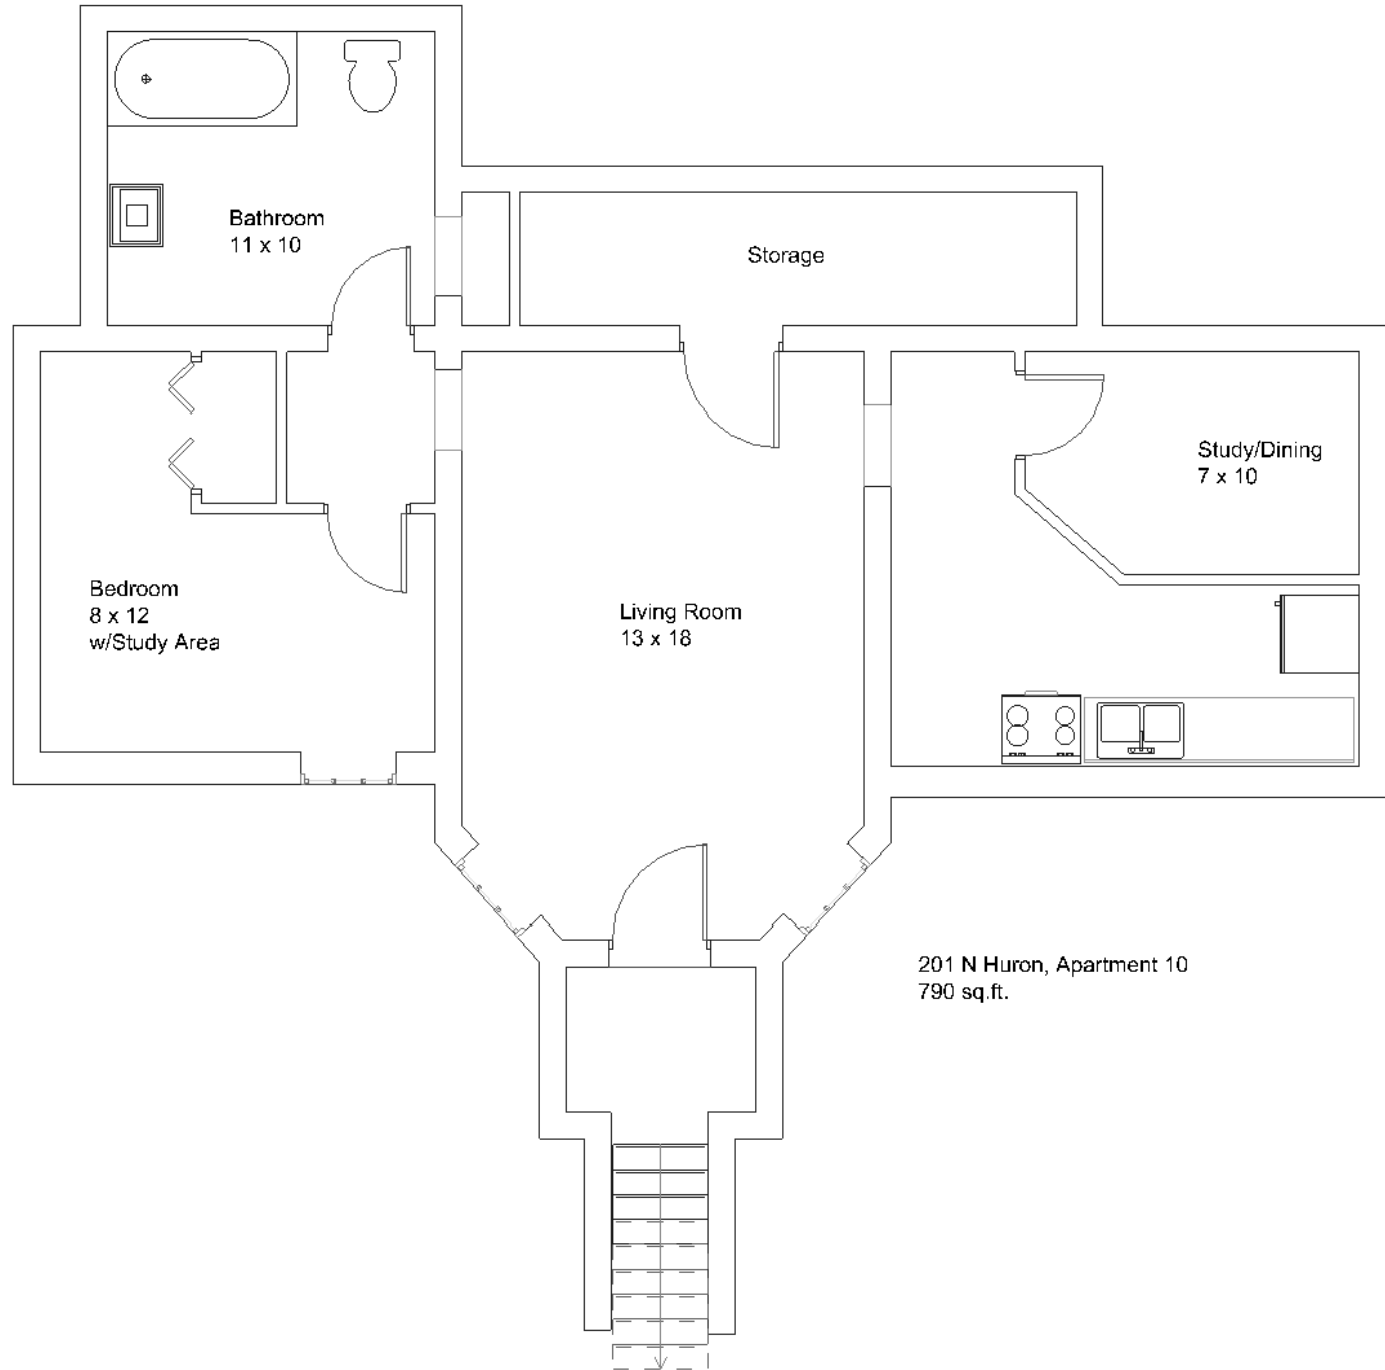 Bathroom
11 x 10
Storage
Study/Dining
7 x 10
Bedroom
8 x 12
w/Study Area
Living Room
13 x 18
201 N Huron, Apartment 10
790 sq.ft.